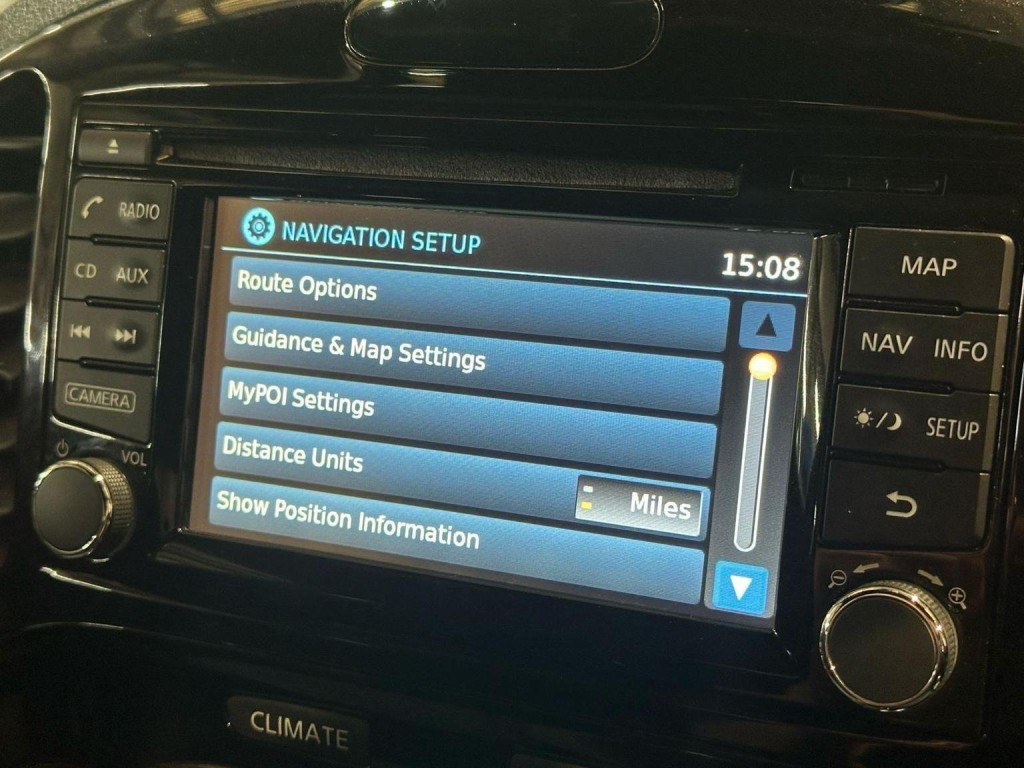 RADIO
CD AUX
CAMERA
VOL
NAVIGATION SETUP
15:08
Route Options
Guidance & Map Settings
MyPOI Settings
Distance Units
Miles
Show Position Information
MAP
NAV INFO
SETUP
CLIMATE